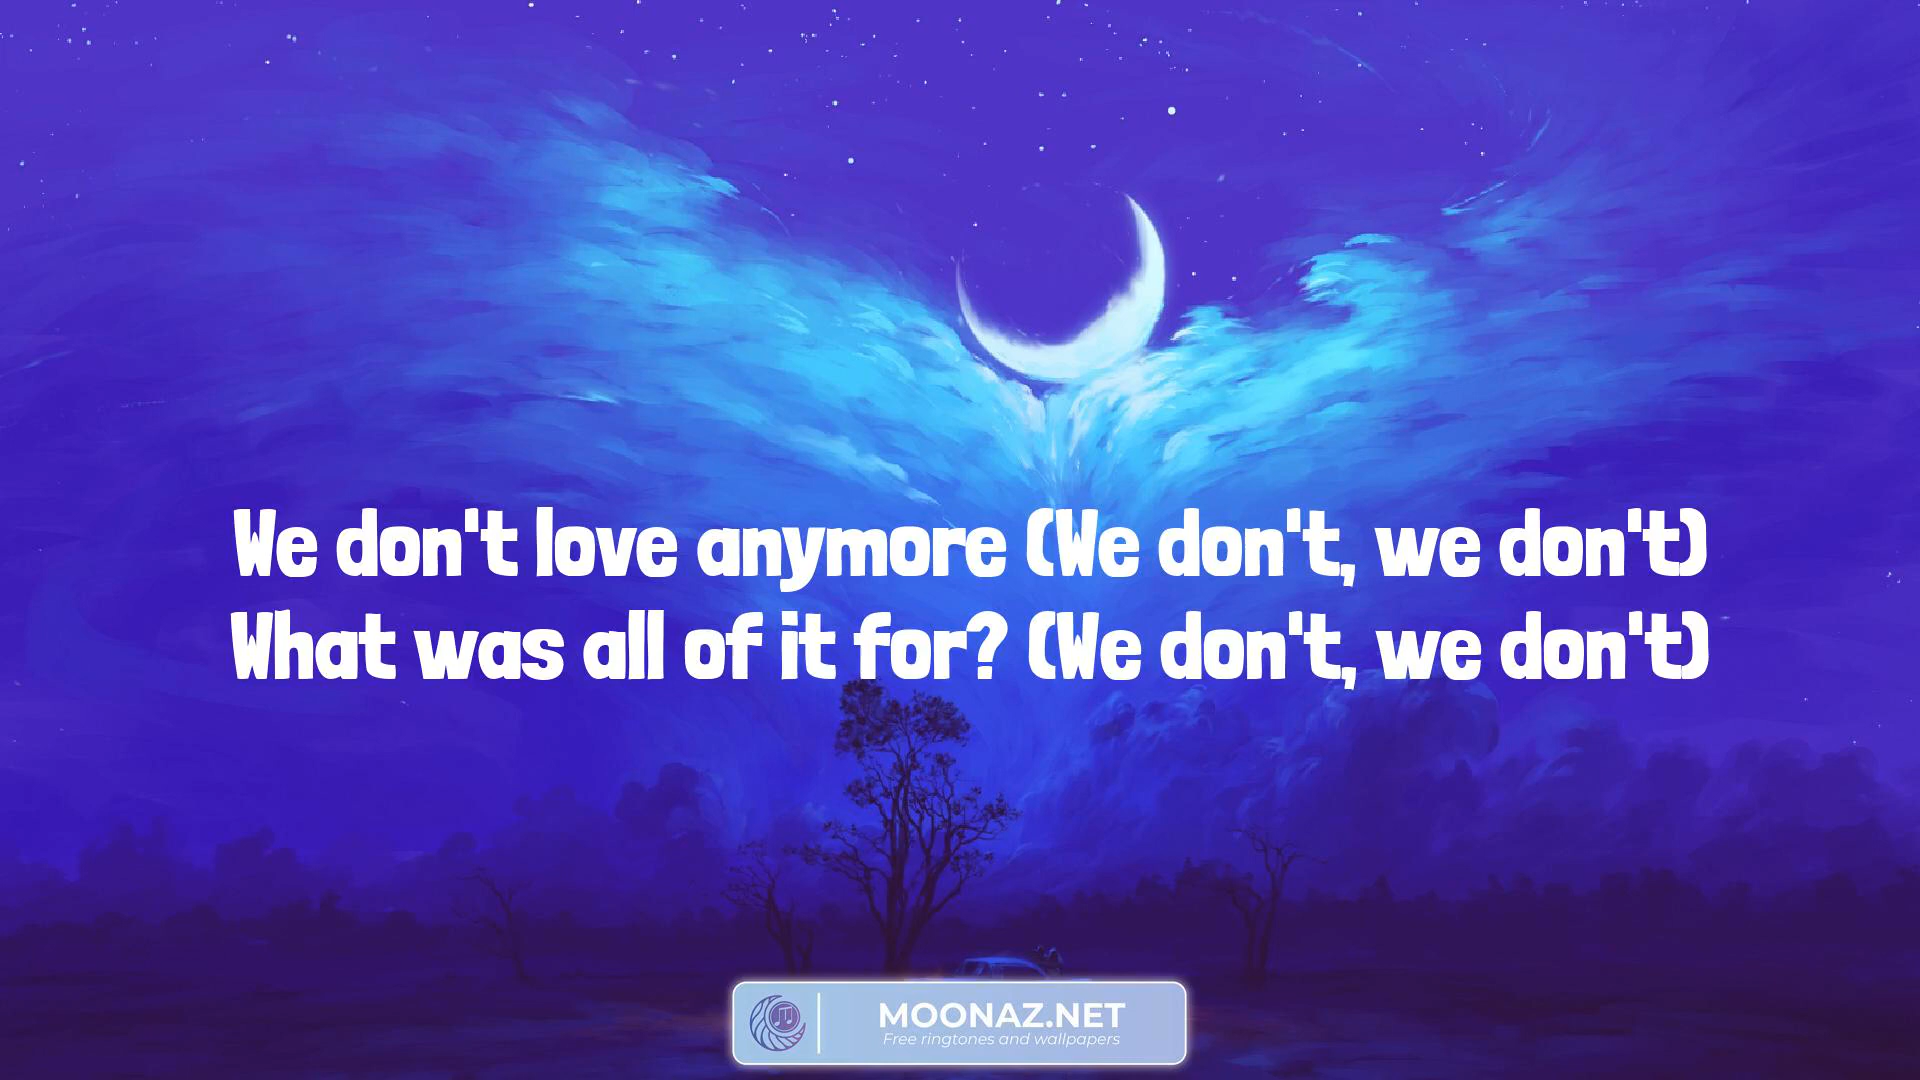 We don't love anymore (We don't, we don't)
What was all of it for? (We don't, we don't)
MOONAZ.NET
Free ringtones and wallpapers